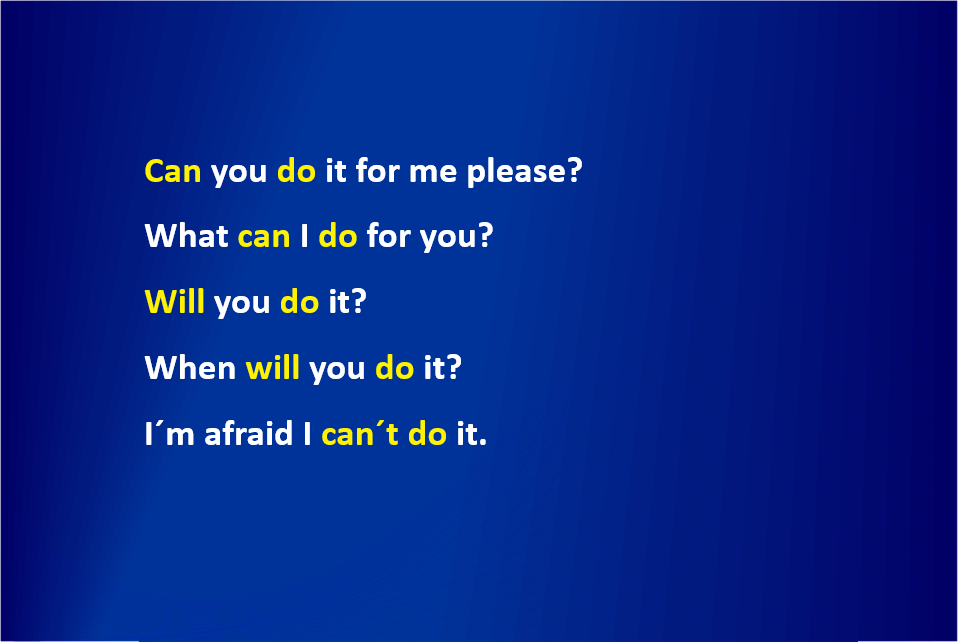 Can you do it for me please?
What can I do for you?
Will you do it?
When will you do it?
I´m afraid I can´t do it.